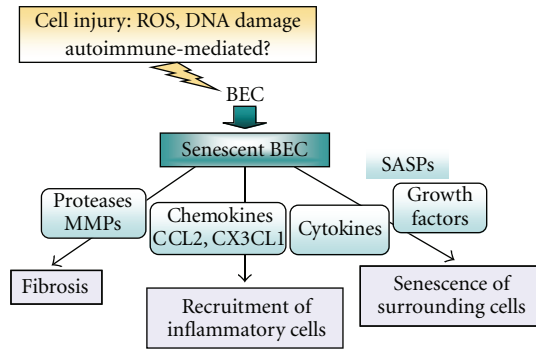 Cell injury: ROS, DNA damage
autoimmune-mediated?
BEC
Senescent BEC
SASPs
Proteases
MMPs
Chemokines
CCL2, CX3CL1
Cytokines
Growth
factors
Fibrosis
Recruitment of
inflammatory cells
Senescence of
surrounding cells